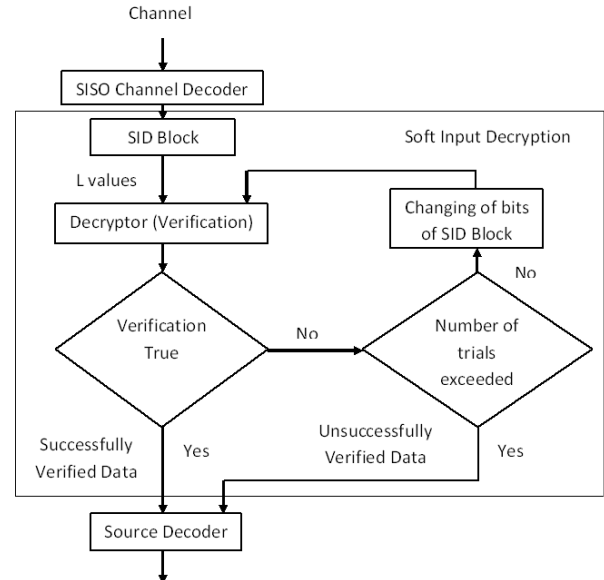 Channel
SISO Channel Decoder
SID Block
Soft Input Decryption
L values
Decryptor (Verification)
Changing of bits
of SID Block
No
Verification
True
No
Number of
trials
exceeded
Successfully
Verified Data
Yes
Unsuccessfully
Verified Data
Yes
Source Decoder